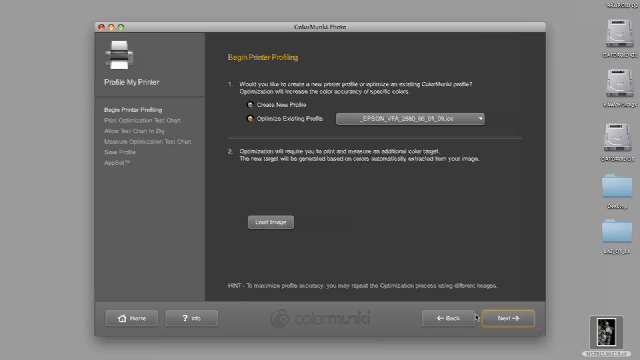 ColorMunki Photo
Profile My Printer
Begin Printer Profiling
Print Optimization Test Chart
Allow Test Chart to Dry
Measure Optimization Test Chart
Save Profile
AppSet™
Begin Printer Profiling
1. Would you like to create a new printer profile or optimize an existing ColorMunki profile?
Optimization will increase the color accuracy of specific colors.
Create New Profile
Optimize Existing Profile
2. Optimization will require you to print and measure an additional color target.
The new target will be generated based on colors automatically extracted from your image.
Load Image
HINT - To maximize profile accuracy, you may repeat the Optimization process using different images.
Home
? Info
colormunki
Back
Next
Desktop